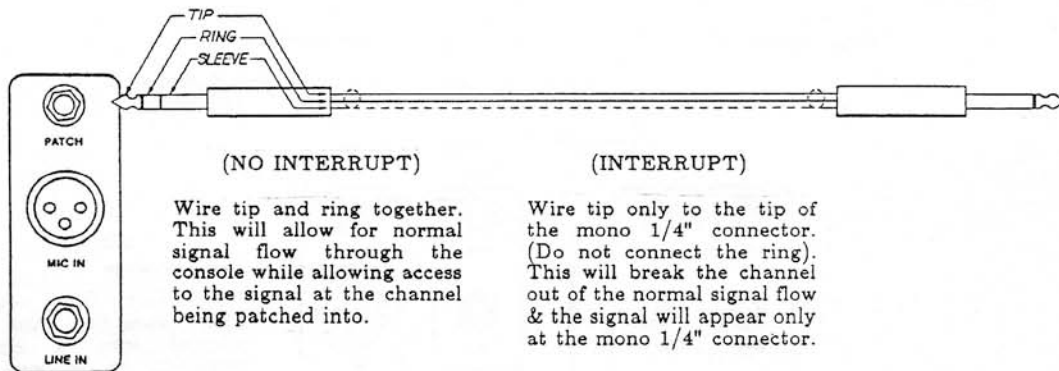 TIP
RING
SLEEVE
PATCH
MIC IN
LINE IN
(NO INTERRUPT)
Wire tip and ring together.
This will allow for normal
signal flow through the
console while allowing access
to the signal at the channel
being patched into.
(INTERRUPT)
Wire tip only to the tip of
the mono 1/4" connector.
(Do not connect the ring).
This will break the channel
out of the normal signal flow
& the signal will appear only
at the mono 1/4" connector.